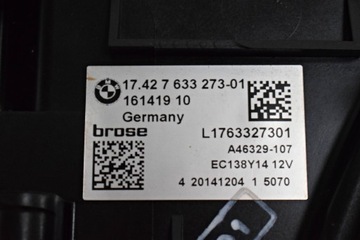 BMW
17.42 7 633 273-01
161419 10
Germany
brose
L1763327301
A46329-107
EC138Y14 12V
4 20141204 1 5070